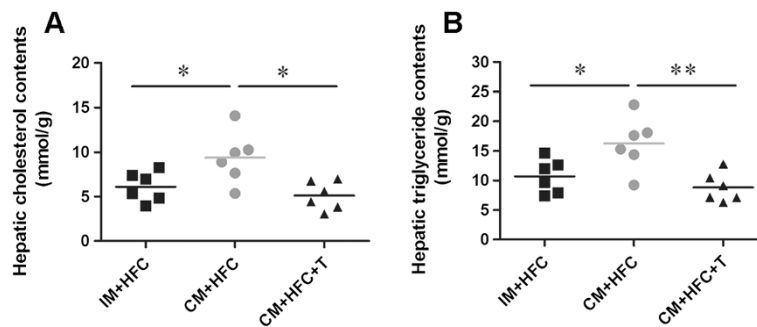 A
Hepatic cholesterol contents
(mmol/g)
20
15
10
5
0
*
*
IM+HFC
CM+HFC
CM+HFC+T
B
Hepatic triglyceride contents
(mmol/g)
30
25
20
15
10
5
0
*
**
IM+HFC
CM+HFC
CM+HFC+T